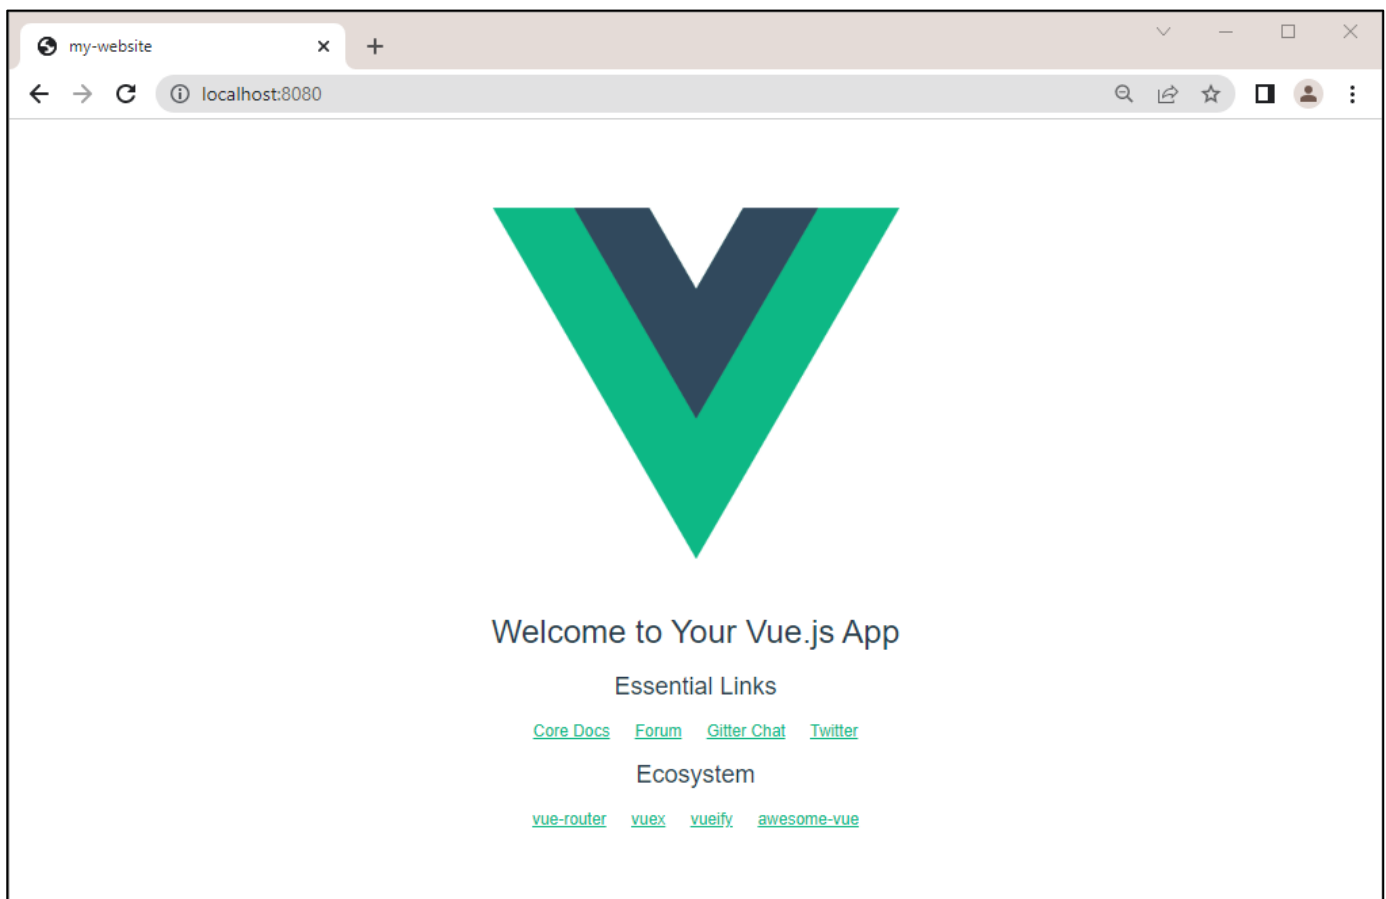 my-website
localhost:8080
Welcome to Your Vue.js App
Essential Links
Core Docs Forum Gitter Chat Twitter
Ecosystem
vue-router vuex vueify awesome-vue